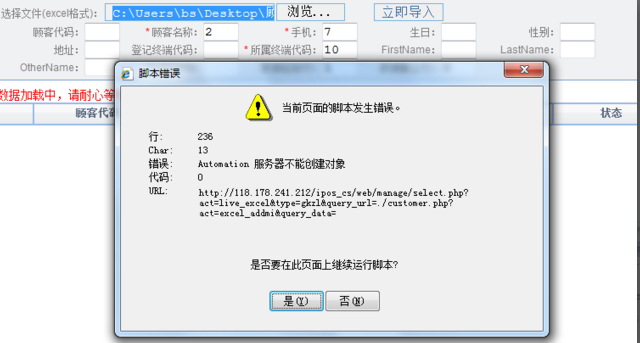 选择文件(excel格式): C:\Users\bs\Desktop\顾 浏览... 立即导入
顾客代码: *顾客名称: 2 *手机: 7 生日: 性别:
地址: 登记终端代码: *所属终端代码: 10 FirstName: LastName:
OtherName:
脚本错误
数据加载中，请耐心等
顾客代码 状态
当前页面的脚本发生错误。
行: 236
Char: 13
错误: Automation 服务器不能创建对象
代码: 0
URL: http://118.178.241.212/ipos_cs/web/manage/select.php?
act=live_excel&type=gkzl&query_url=./customer.php?
act=excel_addmi&query_data=
是否要在此页面上继续运行脚本?
是(Y) 否(N)